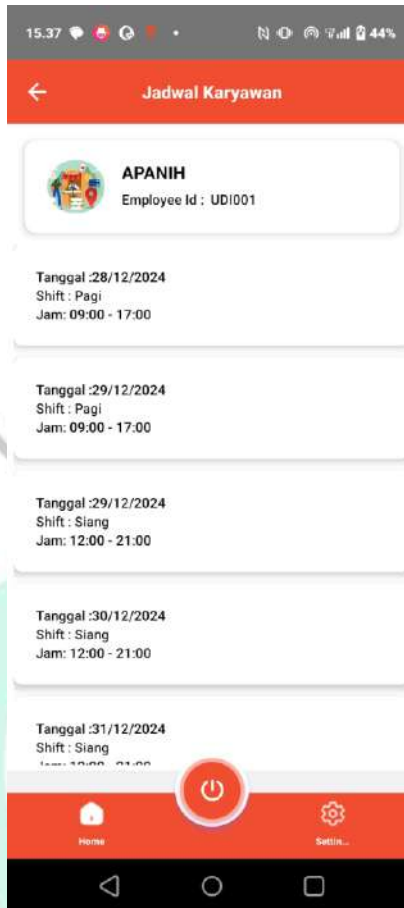 15.37
44%
Jadwal Karyawan
APANIH
Employee Id : UDI001
Tanggal :28/12/2024
Shift : Pagi
Jam: 09:00 - 17:00
Tanggal :29/12/2024
Shift : Pagi
Jam: 09:00 - 17:00
Tanggal :29/12/2024
Shift : Siang
Jam: 12:00 - 21:00
Tanggal :30/12/2024
Shift : Siang
Jam: 12:00 - 21:00
Tanggal :31/12/2024
Shift : Siang
Home
Settin...